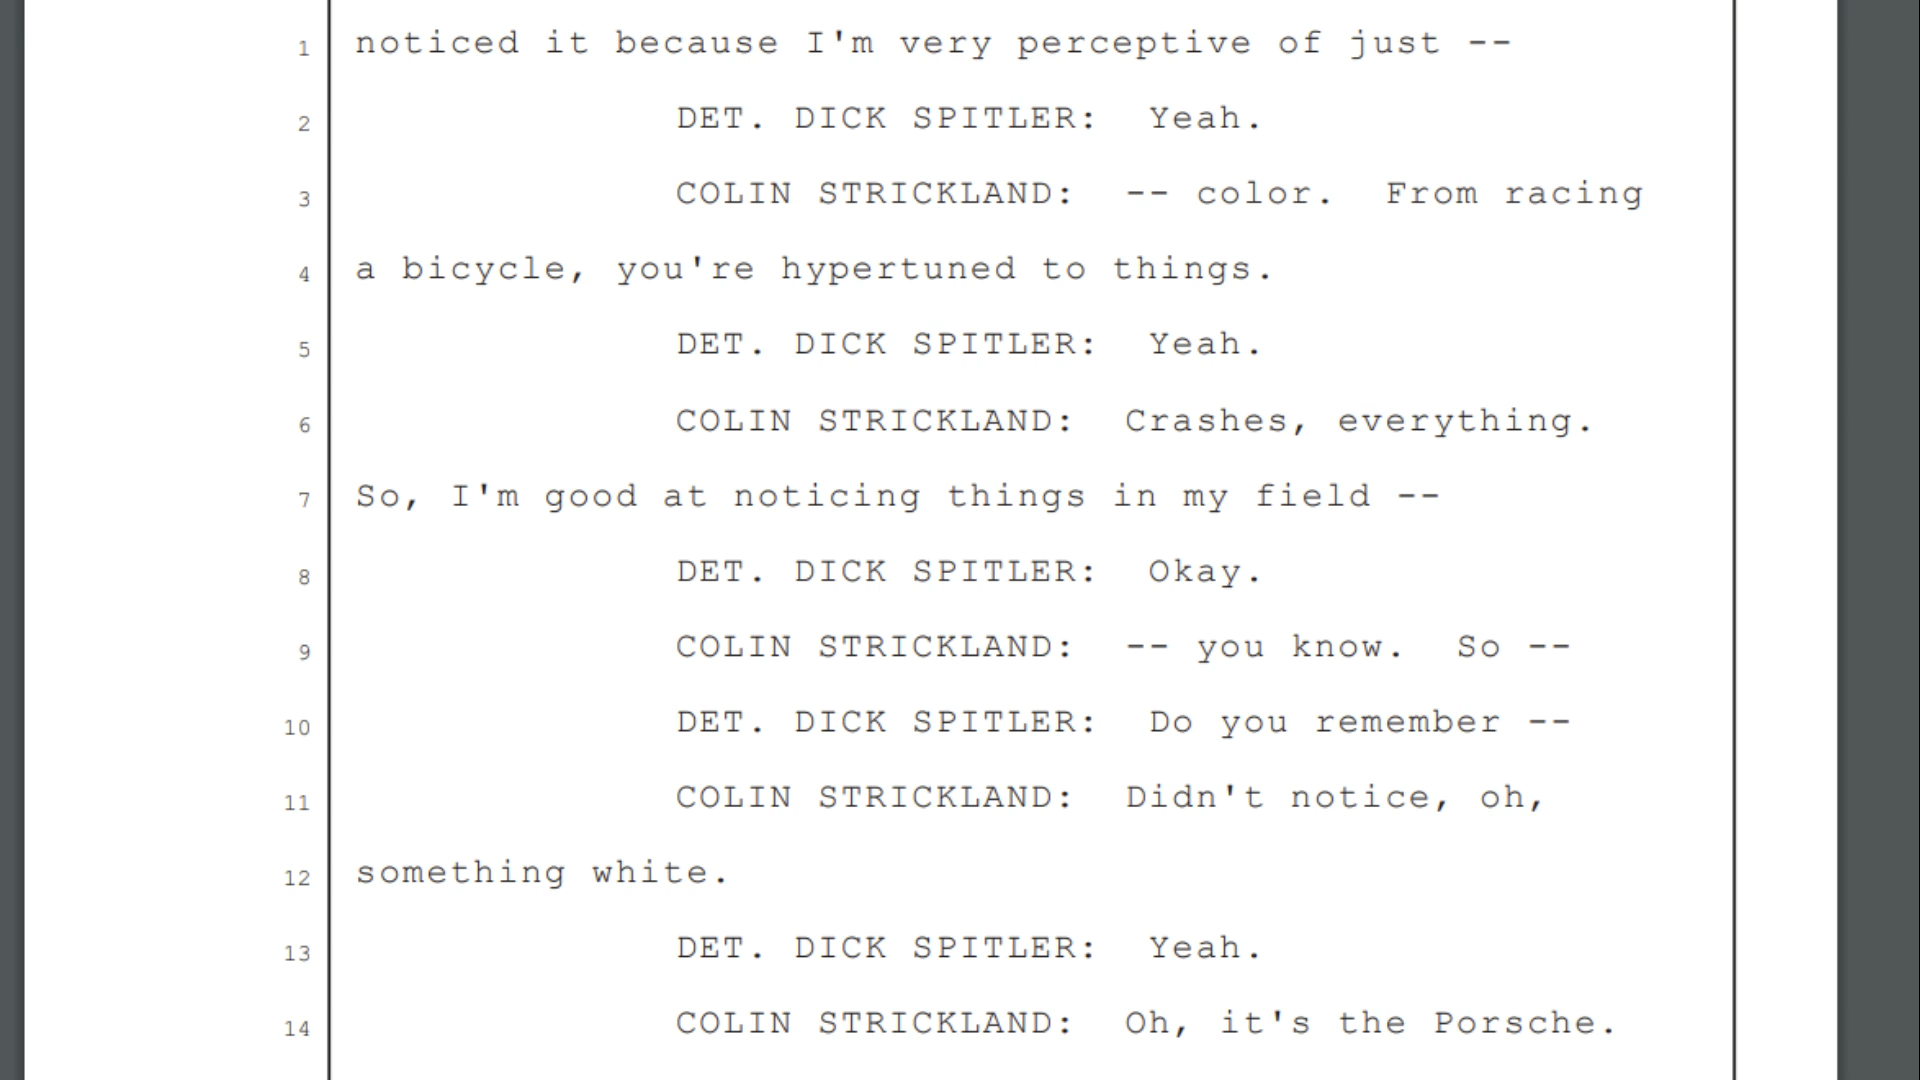 1 noticed it because I'm very perceptive of just --
2 DET. DICK SPITLER: Yeah.
3 COLIN STRICKLAND: -- color. From racing
4 a bicycle, you're hypertuned to things.
5 DET. DICK SPITLER: Yeah.
6 COLIN STRICKLAND: Crashes, everything.
7 So, I'm good at noticing things in my field --
8 DET. DICK SPITLER: Okay.
9 COLIN STRICKLAND: -- you know. So --
10 DET. DICK SPITLER: Do you remember --
11 COLIN STRICKLAND: Didn't notice, oh,
12 something white.
13 DET. DICK SPITLER: Yeah.
14 COLIN STRICKLAND: Oh, it's the Porsche.